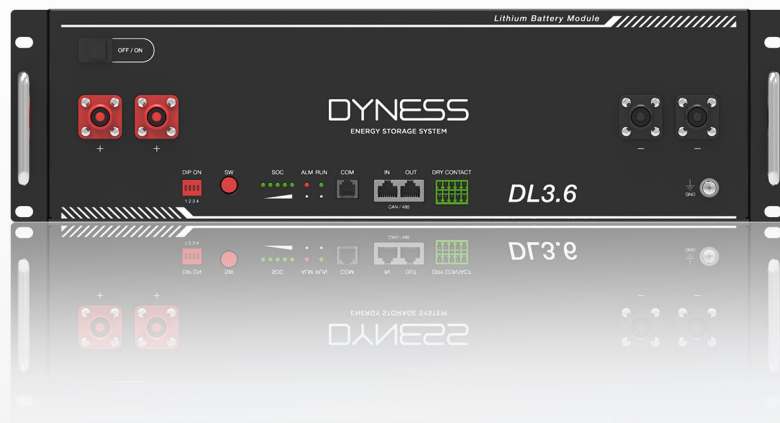 Lithium Battery Module
OFF / ON
DYNESS
ENERGY STORAGE SYSTEM
+ + − −
DIP ON SW SOC ALM RUN COM IN OUT DRY CONTACT
1 2 3 4
CAN / 485
DL3.6
GND